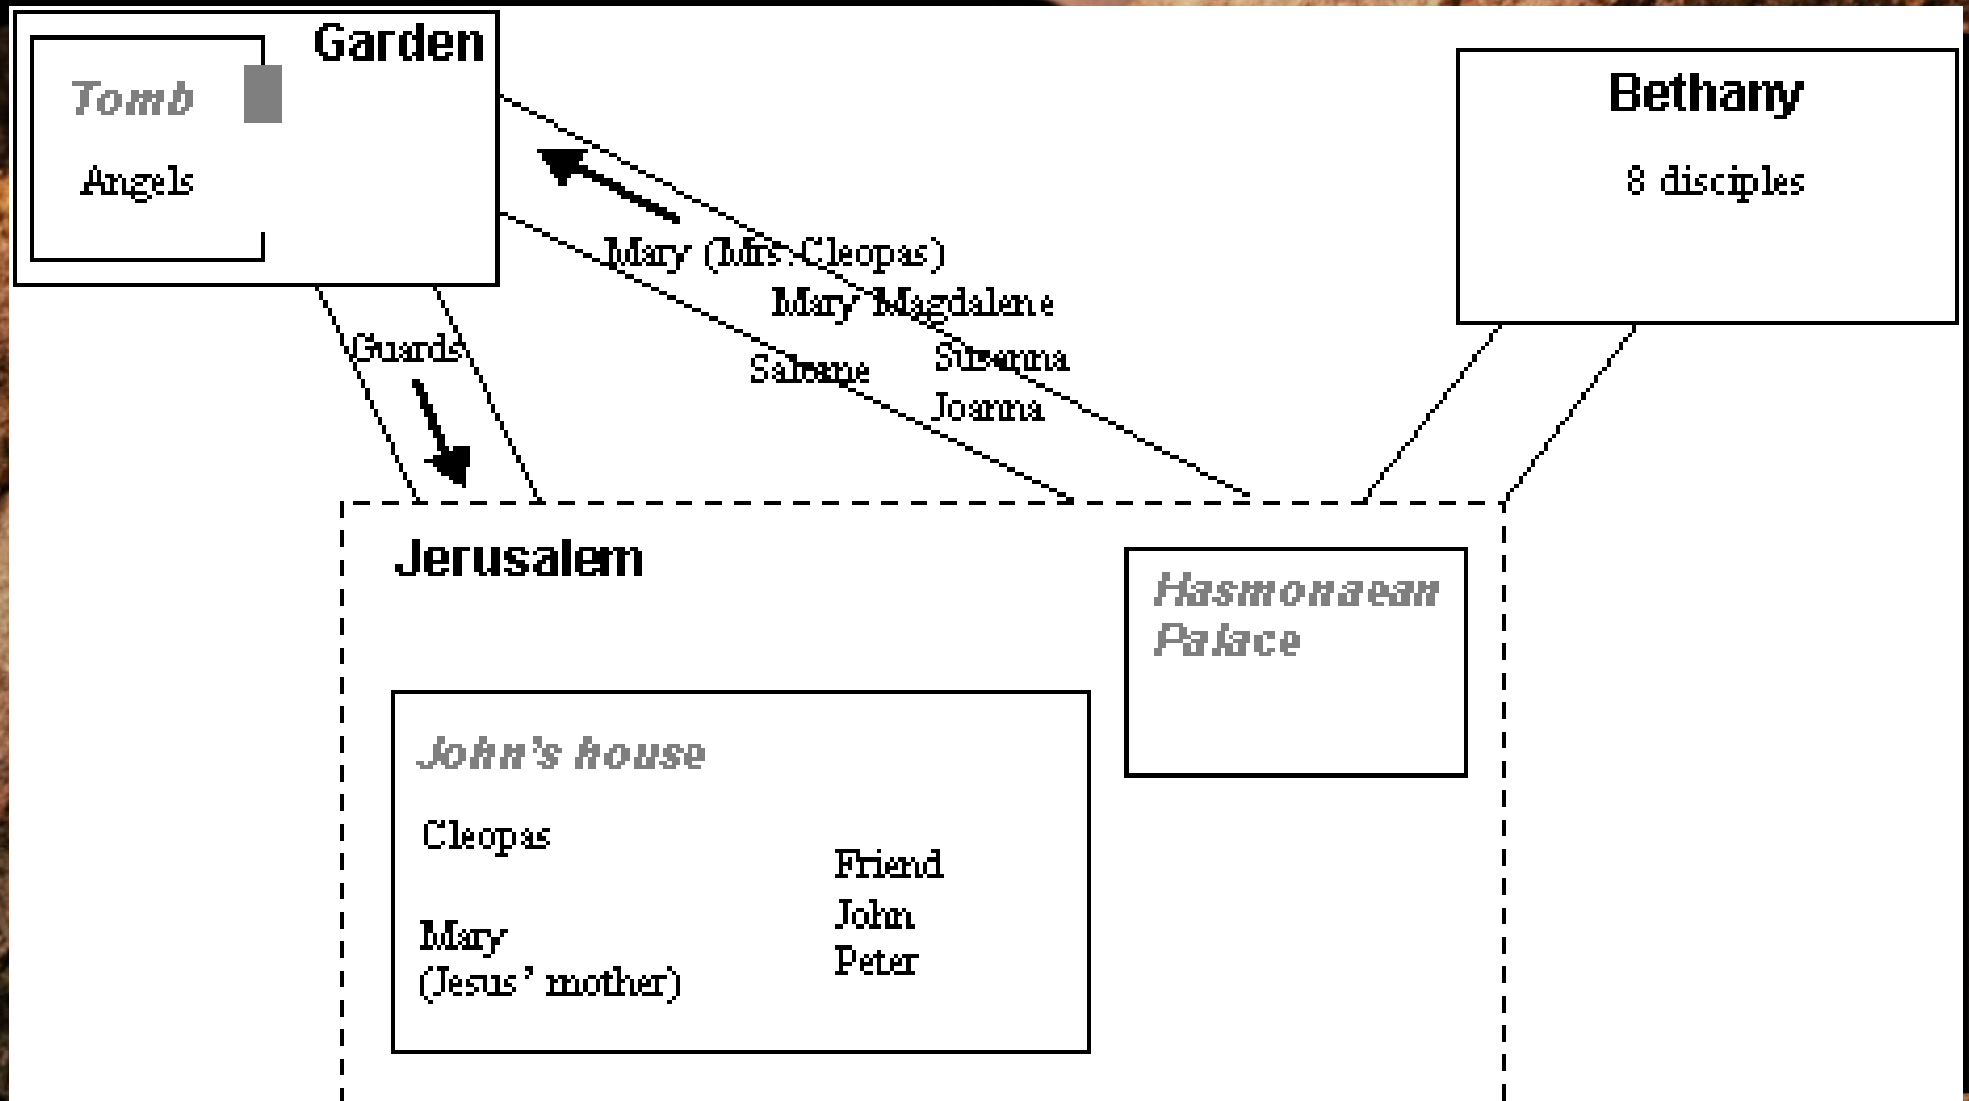 Garden
Tomb
Angels
Bethany
8 disciples
Mary (Mrs. Cleopas)
Mary Magdalene
Susanna
Joanna
Guards
Jerusalem
Hasmonaean
Palace
John's house
Cleopas
Mary
(Jesus' mother)
Friend
John
Peter